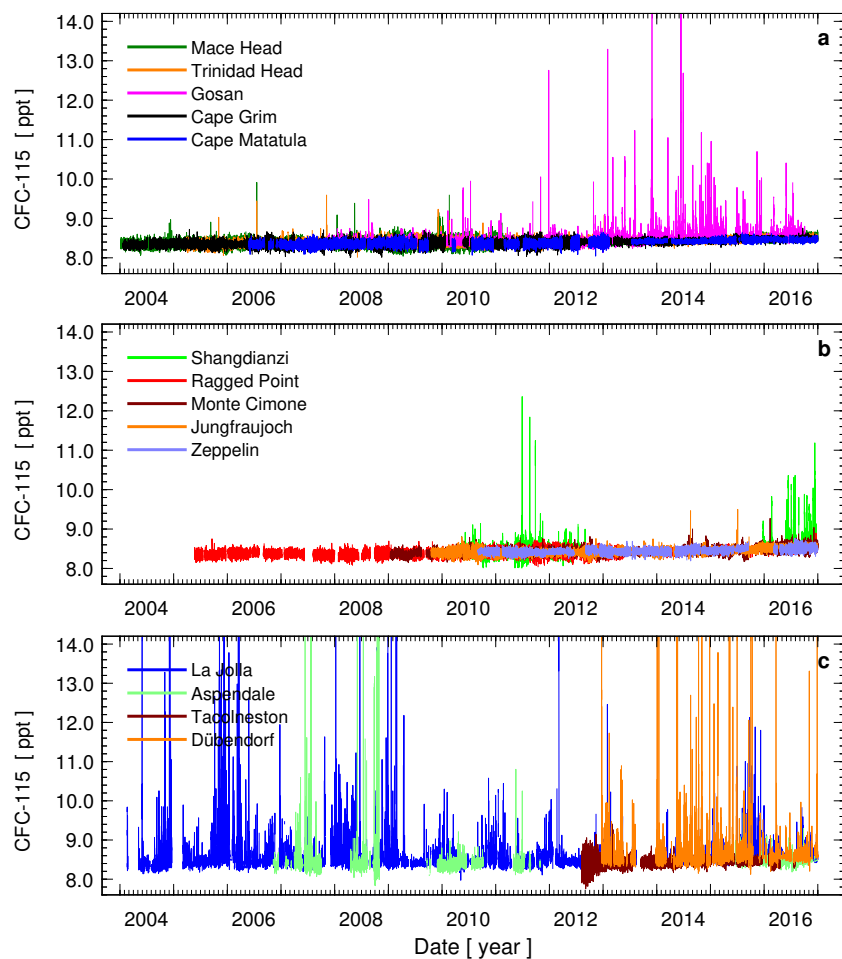 14.0
13.0
12.0
11.0
10.0
9.0
8.0
CFC-115 [ ppt ]
a
Mace Head
Trinidad Head
Gosan
Cape Grim
Cape Matatula
2004 2006 2008 2010 2012 2014 2016
14.0
13.0
12.0
11.0
10.0
9.0
8.0
CFC-115 [ ppt ]
b
Shangdianzi
Ragged Point
Monte Cimone
Jungfraujoch
Zeppelin
2004 2006 2008 2010 2012 2014 2016
14.0
13.0
12.0
11.0
10.0
9.0
8.0
CFC-115 [ ppt ]
c
La Jolla
Aspendale
Tacolneston
Dübendorf
2004 2006 2008 2010 2012 2014 2016
Date [ year ]